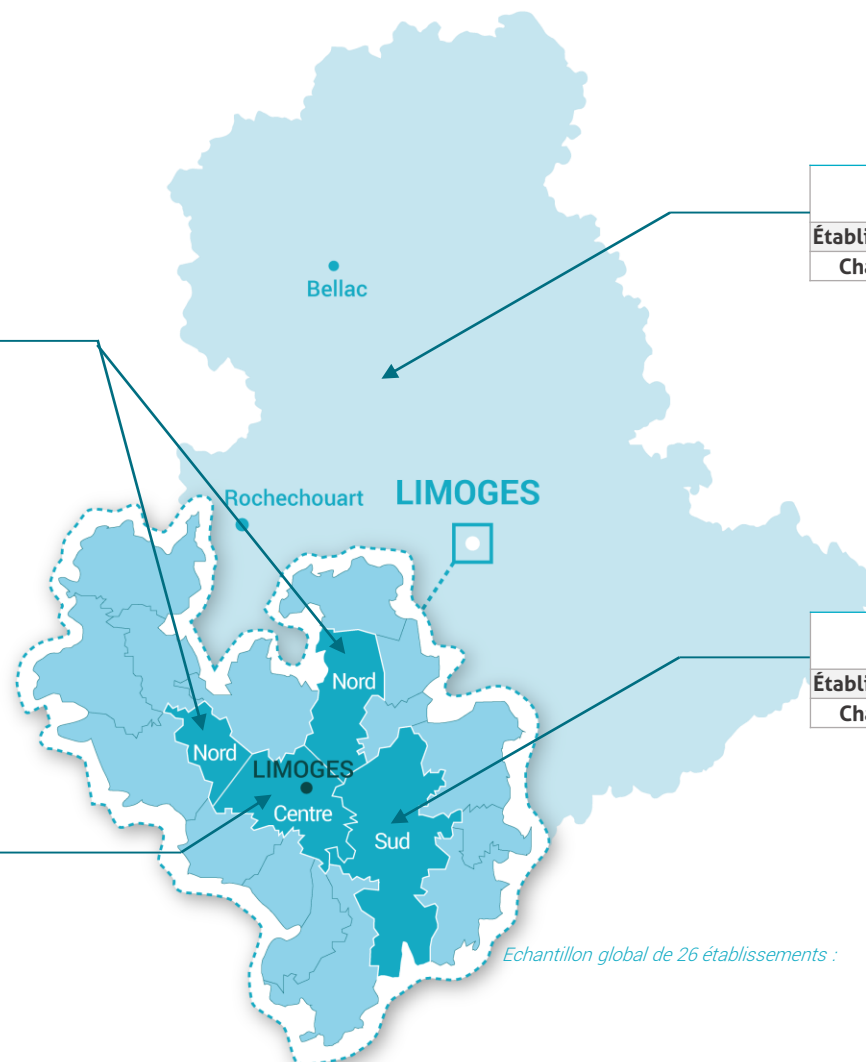 Bellac
Rochechouart
LIMOGES
Nord
Nord
LIMOGES
Centre
Sud
Echantillon global de 26 établissements :